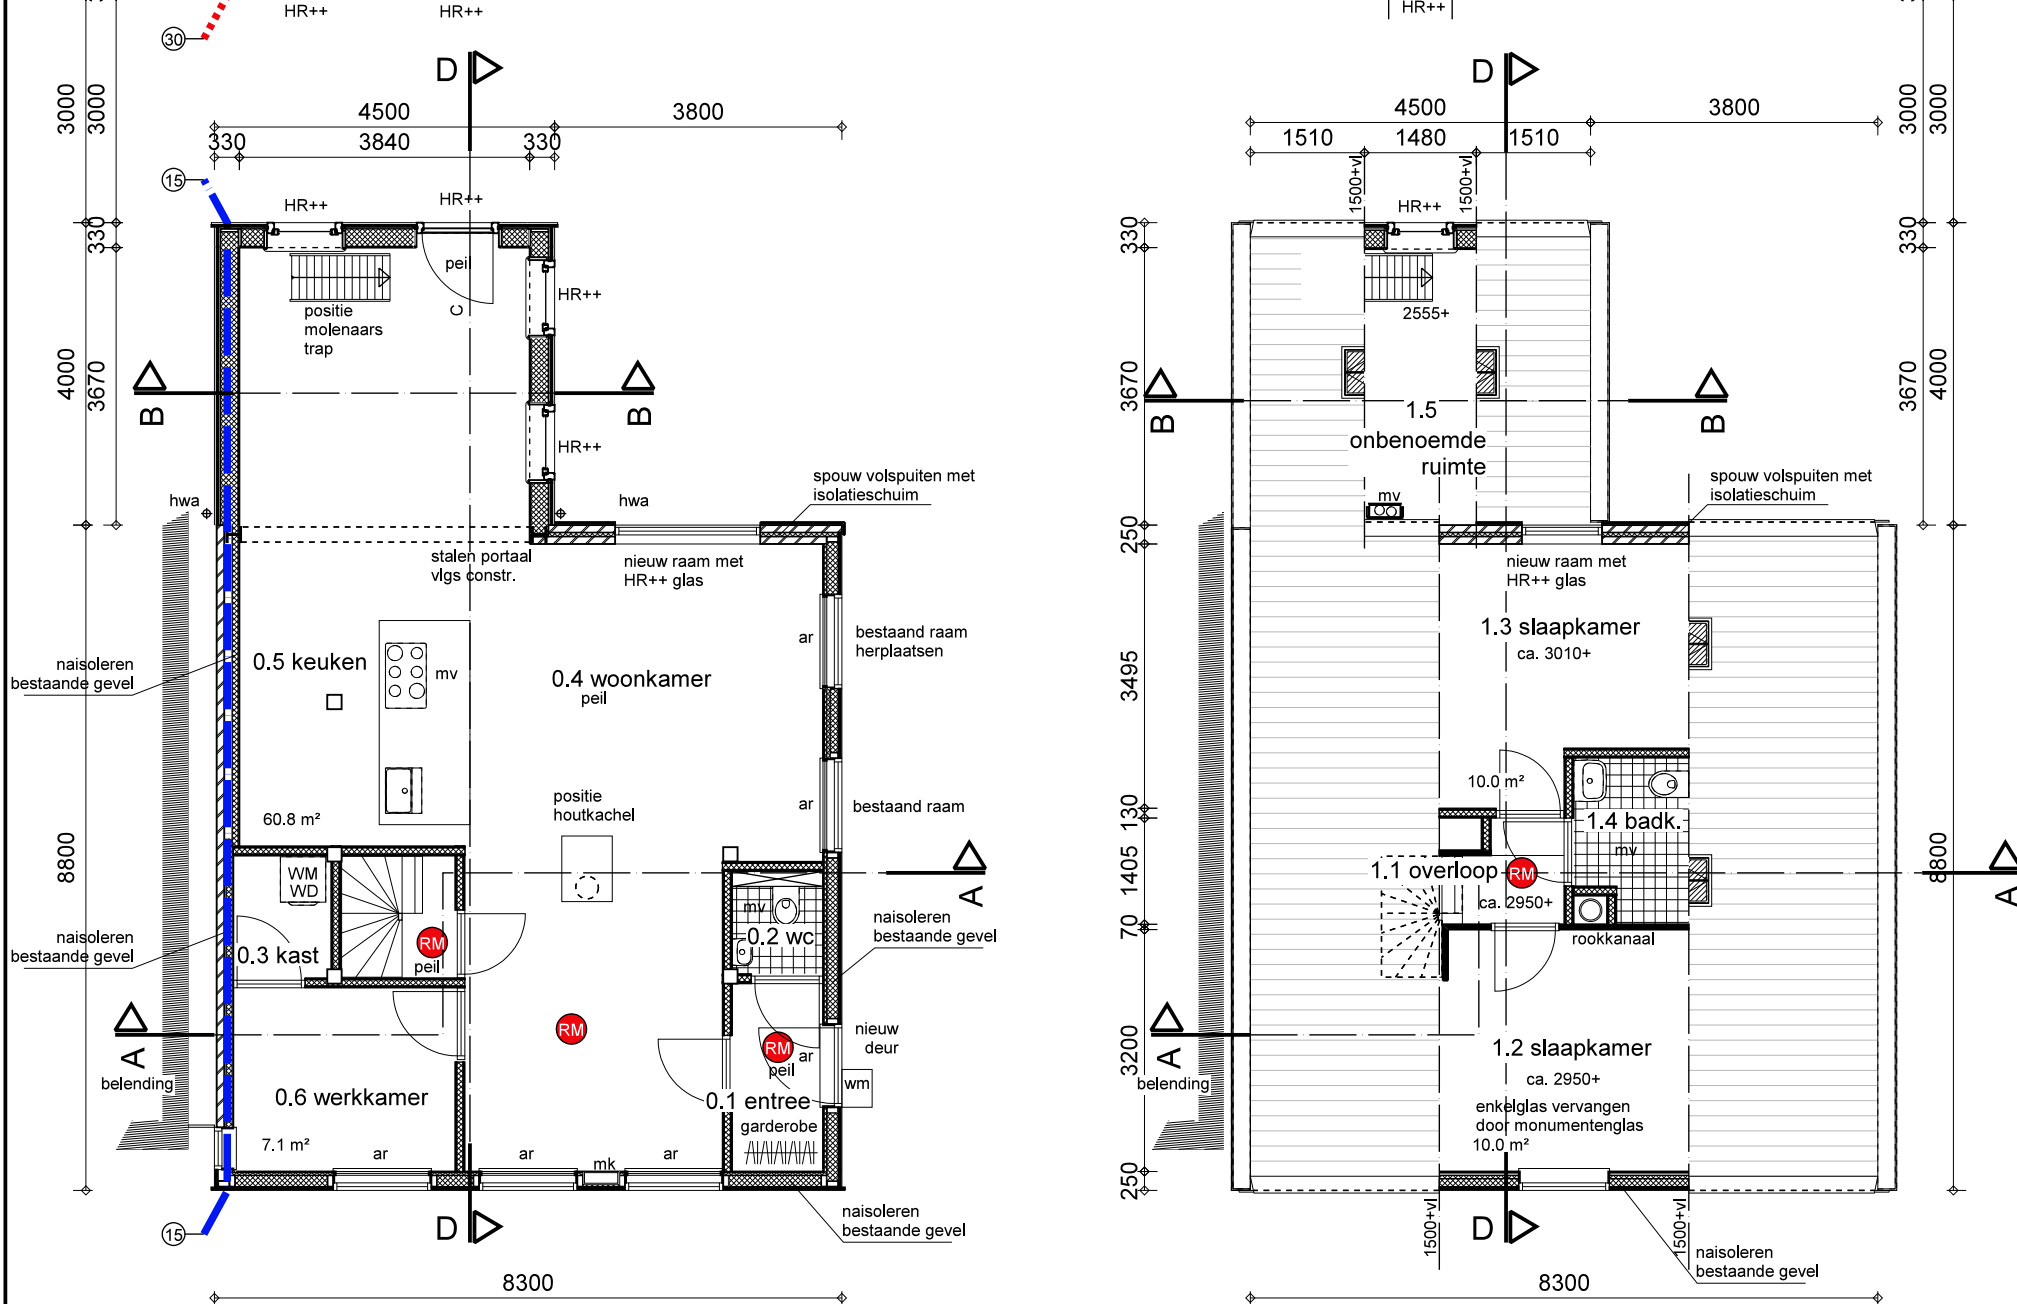 HR++
HR++
30
D
3000
3000
4500
3800
330
3840
330
15
HR++
HR++
330
peil
C
HR++
positie
molenaars
trap
4000
3670
B
B
HR++
hwa
hwa
spouw volspuiten met
isolatieschuim
stalen portaal
vlgs constr.
nieuw raam met
HR++ glas
ar
bestaand raam
herplaatsen
naisoleren
bestaande gevel
0.5 keuken
mv
0.4 woonkamer
peil
60.8 m²
positie
houtkachel
ar
bestaand raam
8800
WM
WD
A
mv
naisoleren
bestaande gevel
naisoleren
bestaande gevel
0.3 kast
RM
peil
0.2 wc
RM
RM
ar
peil
nieuw
deur
A
belending
wm
0.6 werkkamer
0.1 entree
garderobe
7.1 m²
ar
ar
mk
ar
15
D
naisoleren
bestaande gevel
8300
HR++
D
3000
3000
4500
3800
1510
1480
1510
1500+vl
1500+vl
HR++
330
330
2555+
3670
3670
4000
B
B
1.5
onbenoemde
ruimte
mv
spouw volspuiten met
isolatieschuim
250
nieuw raam met
HR++ glas
1.3 slaapkamer
ca. 3010+
3495
10.0 m²
130
1.4 badk.
mv
1405
1.1 overloop
RM
ca. 2950+
8800
A
70
rookkanaal
A
belending
3200
1.2 slaapkamer
ca. 2950+
enkelglas vervangen
door monumentenglas
10.0 m²
250
1500+vl
D
1500+vl
naisoleren
bestaande gevel
8300